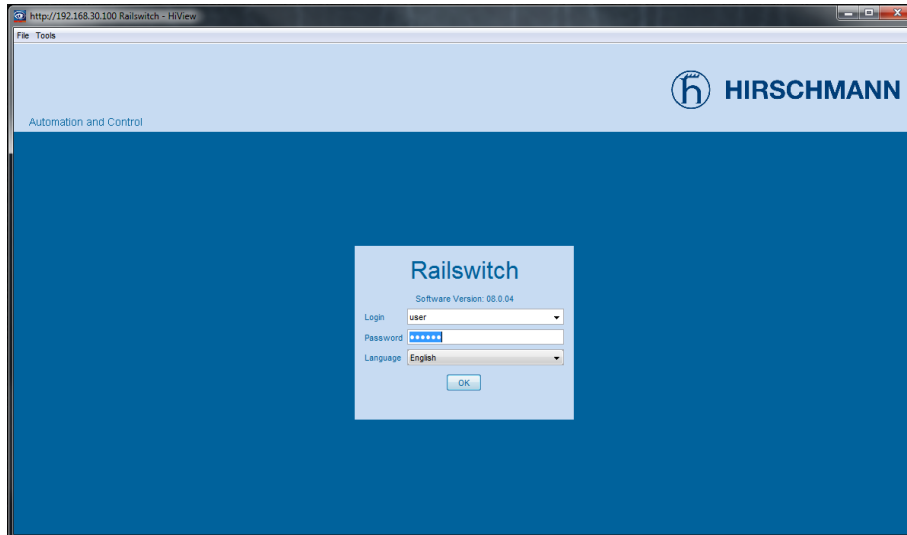 http://192.168.30.100 Railswitch - HiView
File Tools
HIRSCHMANN
Automation and Control
Railswitch
Software Version: 08.0.04
Login user
Password ••••••
Language English
OK